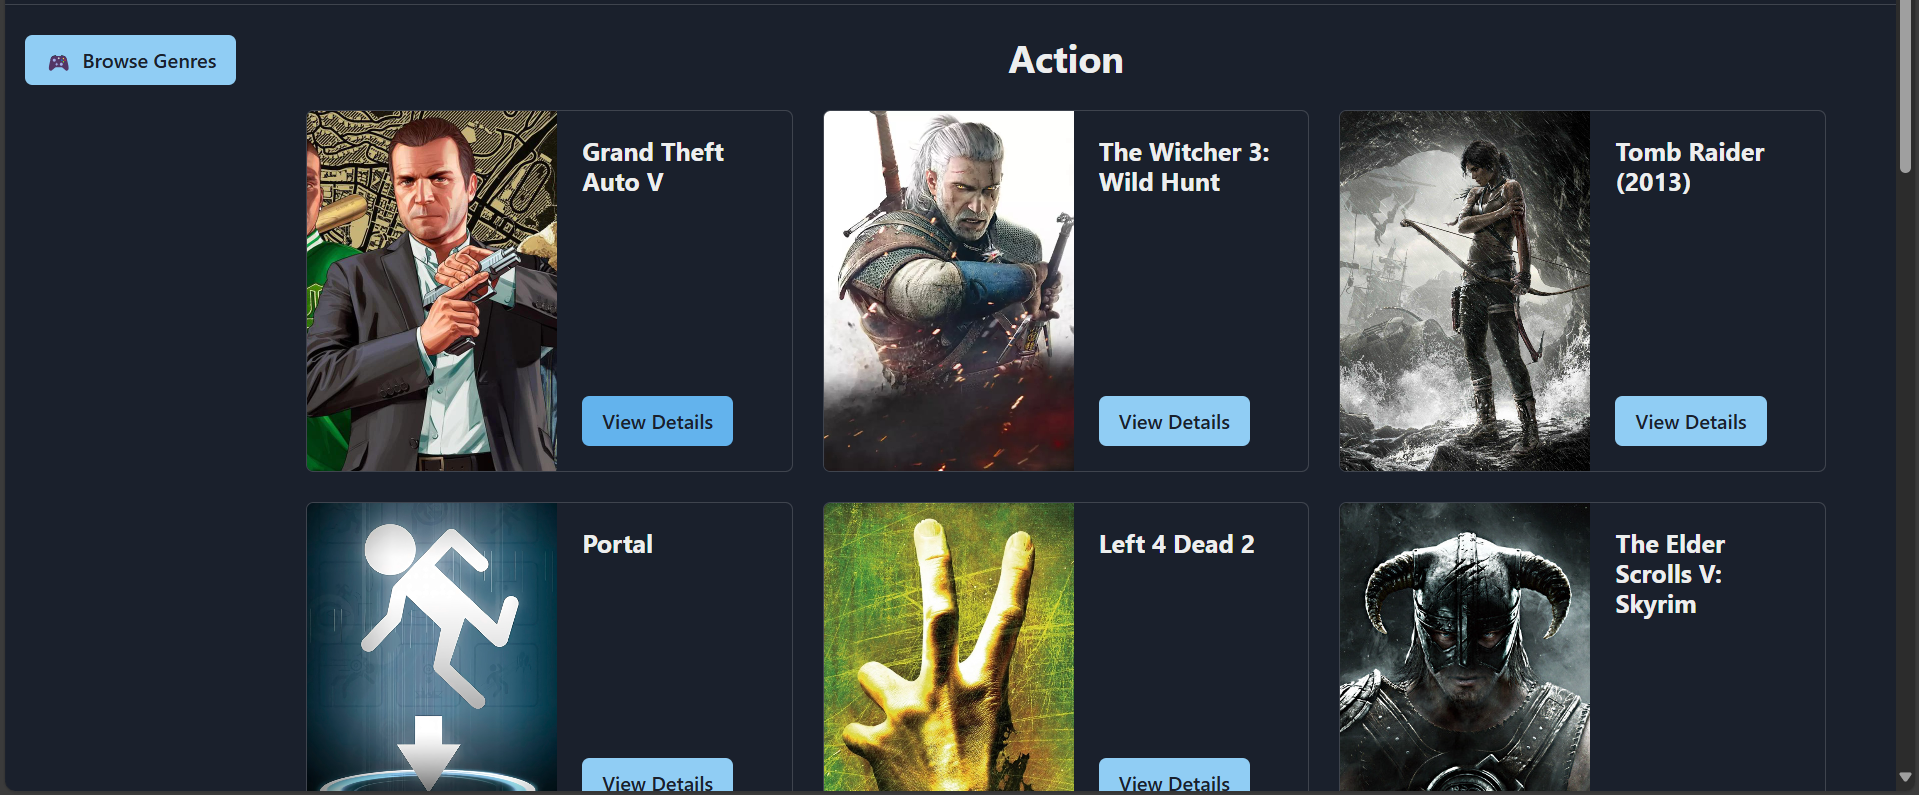 Browse Genres
Action
Grand Theft
Auto V
View Details
The Witcher 3:
Wild Hunt
View Details
Tomb Raider
(2013)
View Details
Portal
View Details
Left 4 Dead 2
View Details
The Elder
Scrolls V:
Skyrim